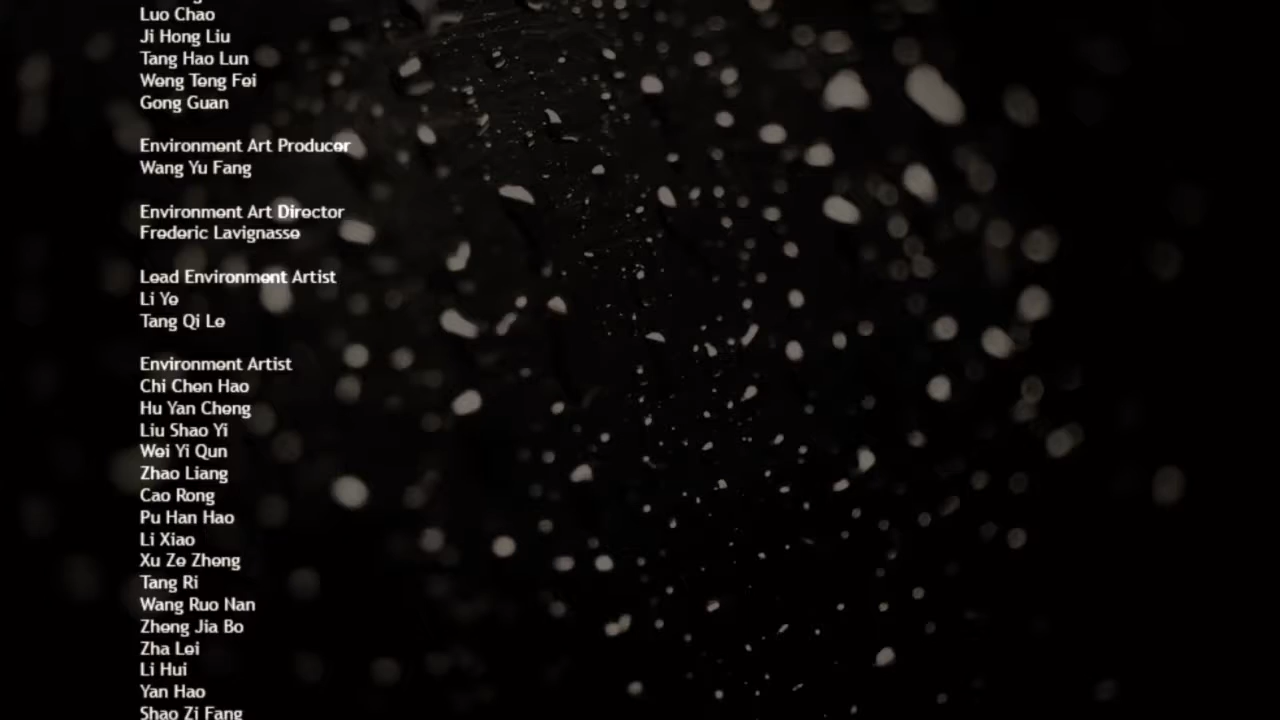 Luo Chao
Ji Hong Liu
Tang Hao Lun
Weng Teng Fei
Gong Guan
Environment Art Producer
Wang Yu Fang
Environment Art Director
Frederic Lavignasse
Lead Environment Artist
Li Ye
Tang Qi Le
Environment Artist
Chi Chen Hao
Hu Yan Cheng
Liu Shao Yi
Wei Yi Qun
Zhao Liang
Cao Rong
Pu Han Hao
Li Xiao
Xu Ze Zheng
Tang Ri
Wang Ruo Nan
Zheng Jia Bo
Zha Lei
Li Hui
Yan Hao
Shao Zi Fang